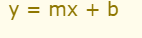 y = mx + b